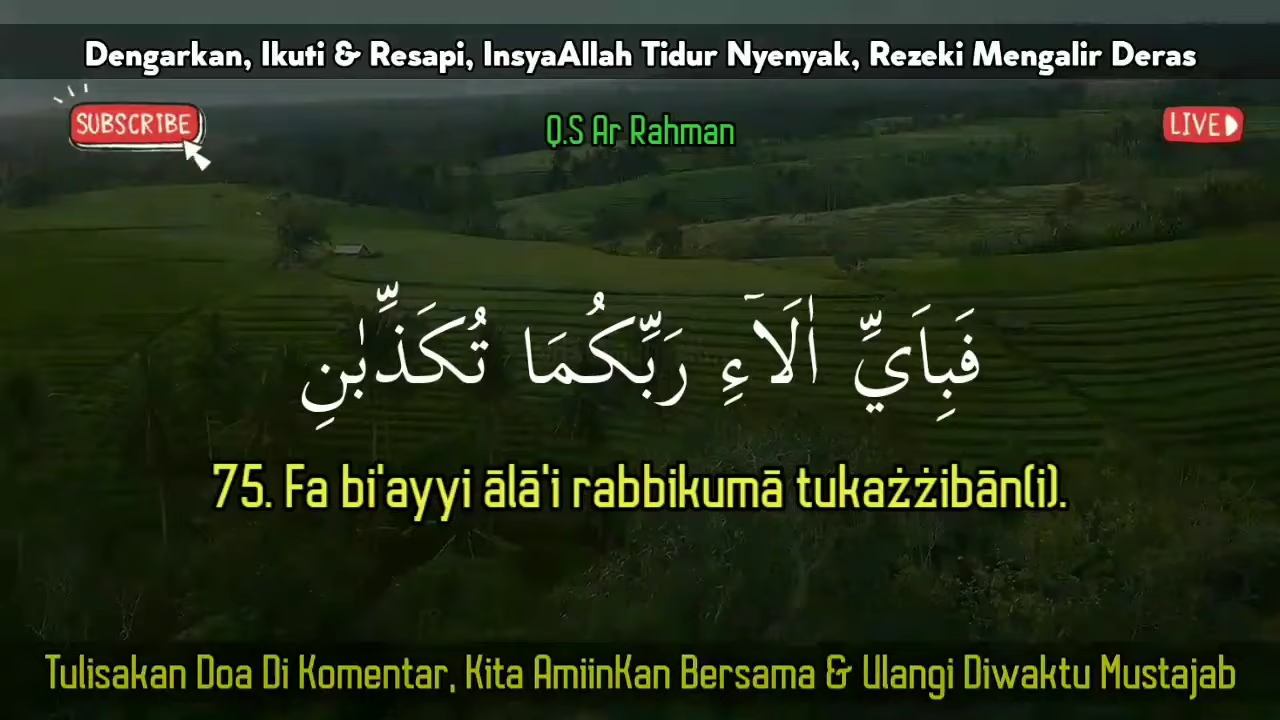 Dengarkan, Ikuti & Resapi, InsyaAllah Tidur Nyenyak, Rezeki Mengalir Deras
SUBSCRIBE
Q.S Ar Rahman
LIVE
فَبِاَيِّ اٰلَاۤءِ رَبِّكُمَا تُكَذِّبٰنِ
75. Fa bi'ayyi ālā'i rabbikumā tukażżibān(i).
Tulisakan Doa Di Komentar, Kita AmiinKan Bersama & Ulangi Diwaktu Mustajab